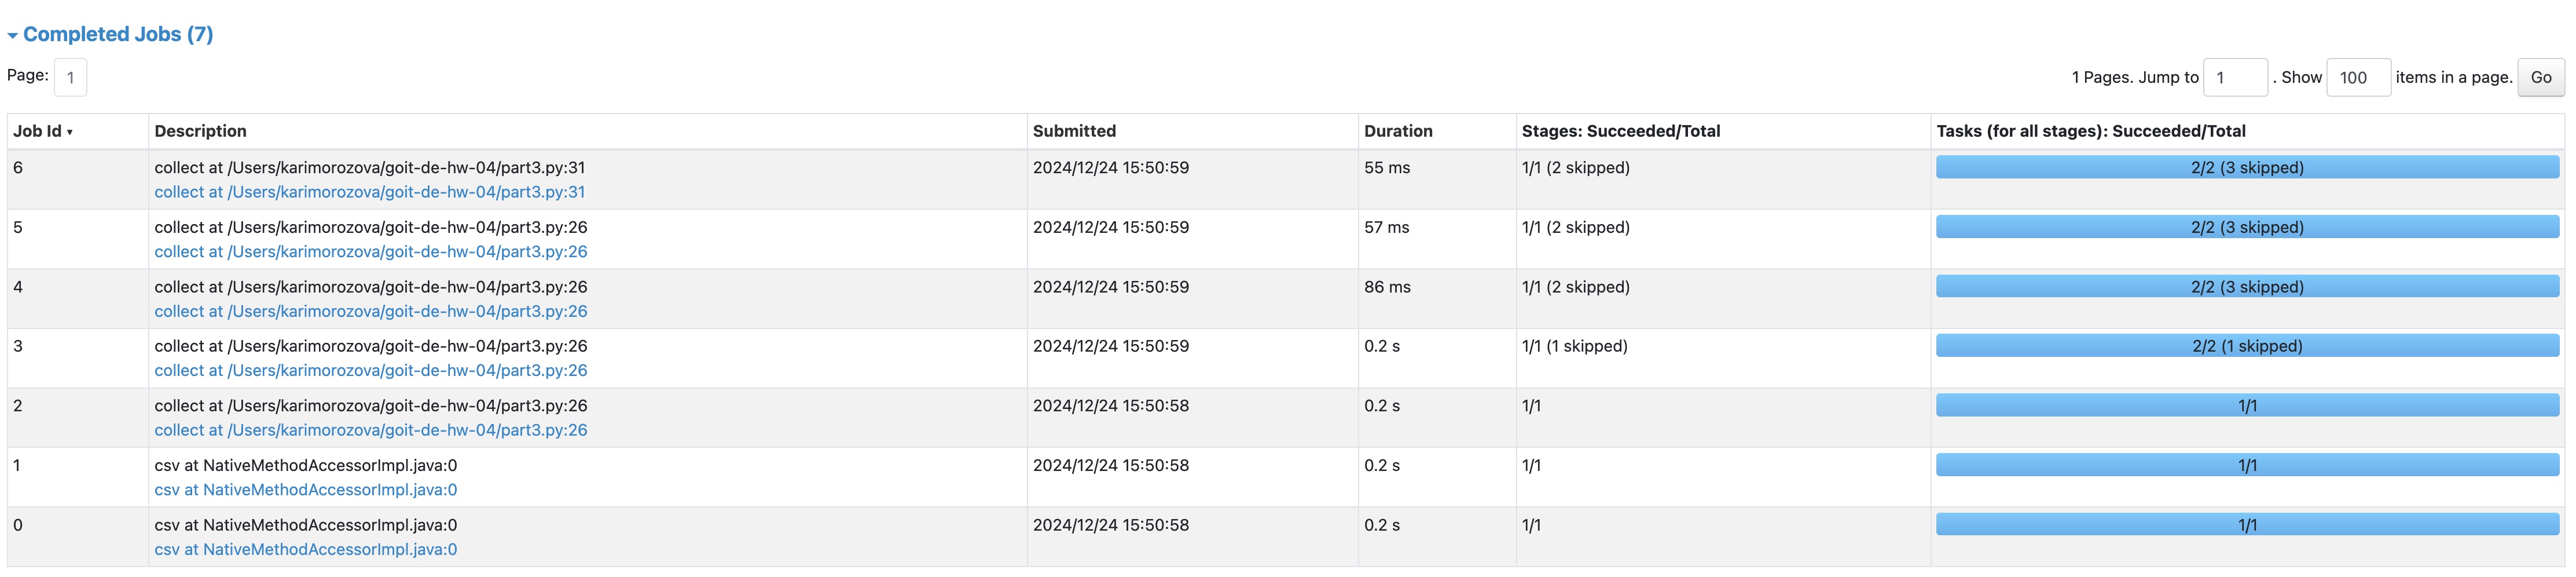 Completed Jobs (7)
Page: 1
1 Pages. Jump to 1 . Show 100 items in a page. Go
Job Id ▾ Description Submitted Duration Stages: Succeeded/Total Tasks (for all stages): Succeeded/Total
6 collect at /Users/karimorozova/goit-de-hw-04/part3.py:31 2024/12/24 15:50:59 55 ms 1/1 (2 skipped) 2/2 (3 skipped)
collect at /Users/karimorozova/goit-de-hw-04/part3.py:31
5 collect at /Users/karimorozova/goit-de-hw-04/part3.py:26 2024/12/24 15:50:59 57 ms 1/1 (2 skipped) 2/2 (3 skipped)
collect at /Users/karimorozova/goit-de-hw-04/part3.py:26
4 collect at /Users/karimorozova/goit-de-hw-04/part3.py:26 2024/12/24 15:50:59 86 ms 1/1 (2 skipped) 2/2 (3 skipped)
collect at /Users/karimorozova/goit-de-hw-04/part3.py:26
3 collect at /Users/karimorozova/goit-de-hw-04/part3.py:26 2024/12/24 15:50:59 0.2 s 1/1 (1 skipped) 2/2 (1 skipped)
collect at /Users/karimorozova/goit-de-hw-04/part3.py:26
2 collect at /Users/karimorozova/goit-de-hw-04/part3.py:26 2024/12/24 15:50:58 0.2 s 1/1 1/1
collect at /Users/karimorozova/goit-de-hw-04/part3.py:26
1 csv at NativeMethodAccessorImpl.java:0 2024/12/24 15:50:58 0.2 s 1/1 1/1
csv at NativeMethodAccessorImpl.java:0
0 csv at NativeMethodAccessorImpl.java:0 2024/12/24 15:50:58 0.2 s 1/1 1/1
csv at NativeMethodAccessorImpl.java:0